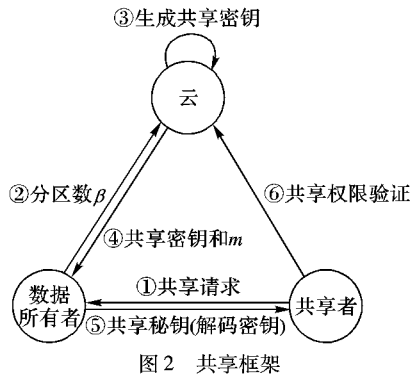 ③生成共享密钥
云
②分区数β
⑥共享权限验证
④共享密钥和m
数据
所有者
①共享请求
共享者
⑤共享秘钥(解码密钥)
图2 共享框架